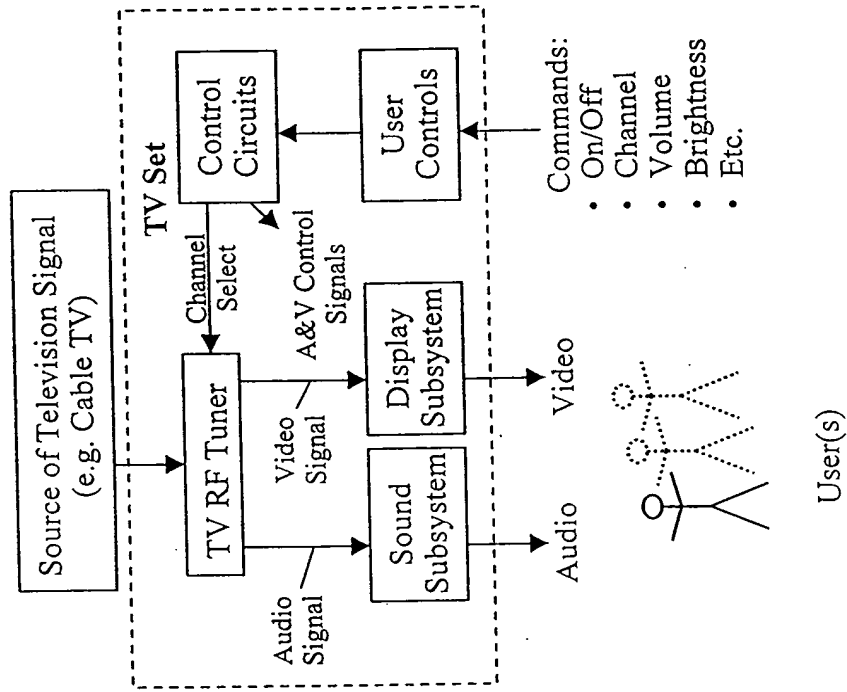 Source of Television Signal
(e.g. Cable TV)
TV Set
TV RF Tuner
Channel
Select
Control
Circuits
Audio
Signal
Video
Signal
A&V Control
Signals
Sound
Subsystem
Display
Subsystem
User
Controls
Audio
Video
Commands:
• On/Off
• Channel
• Volume
• Brightness
• Etc.
User(s)